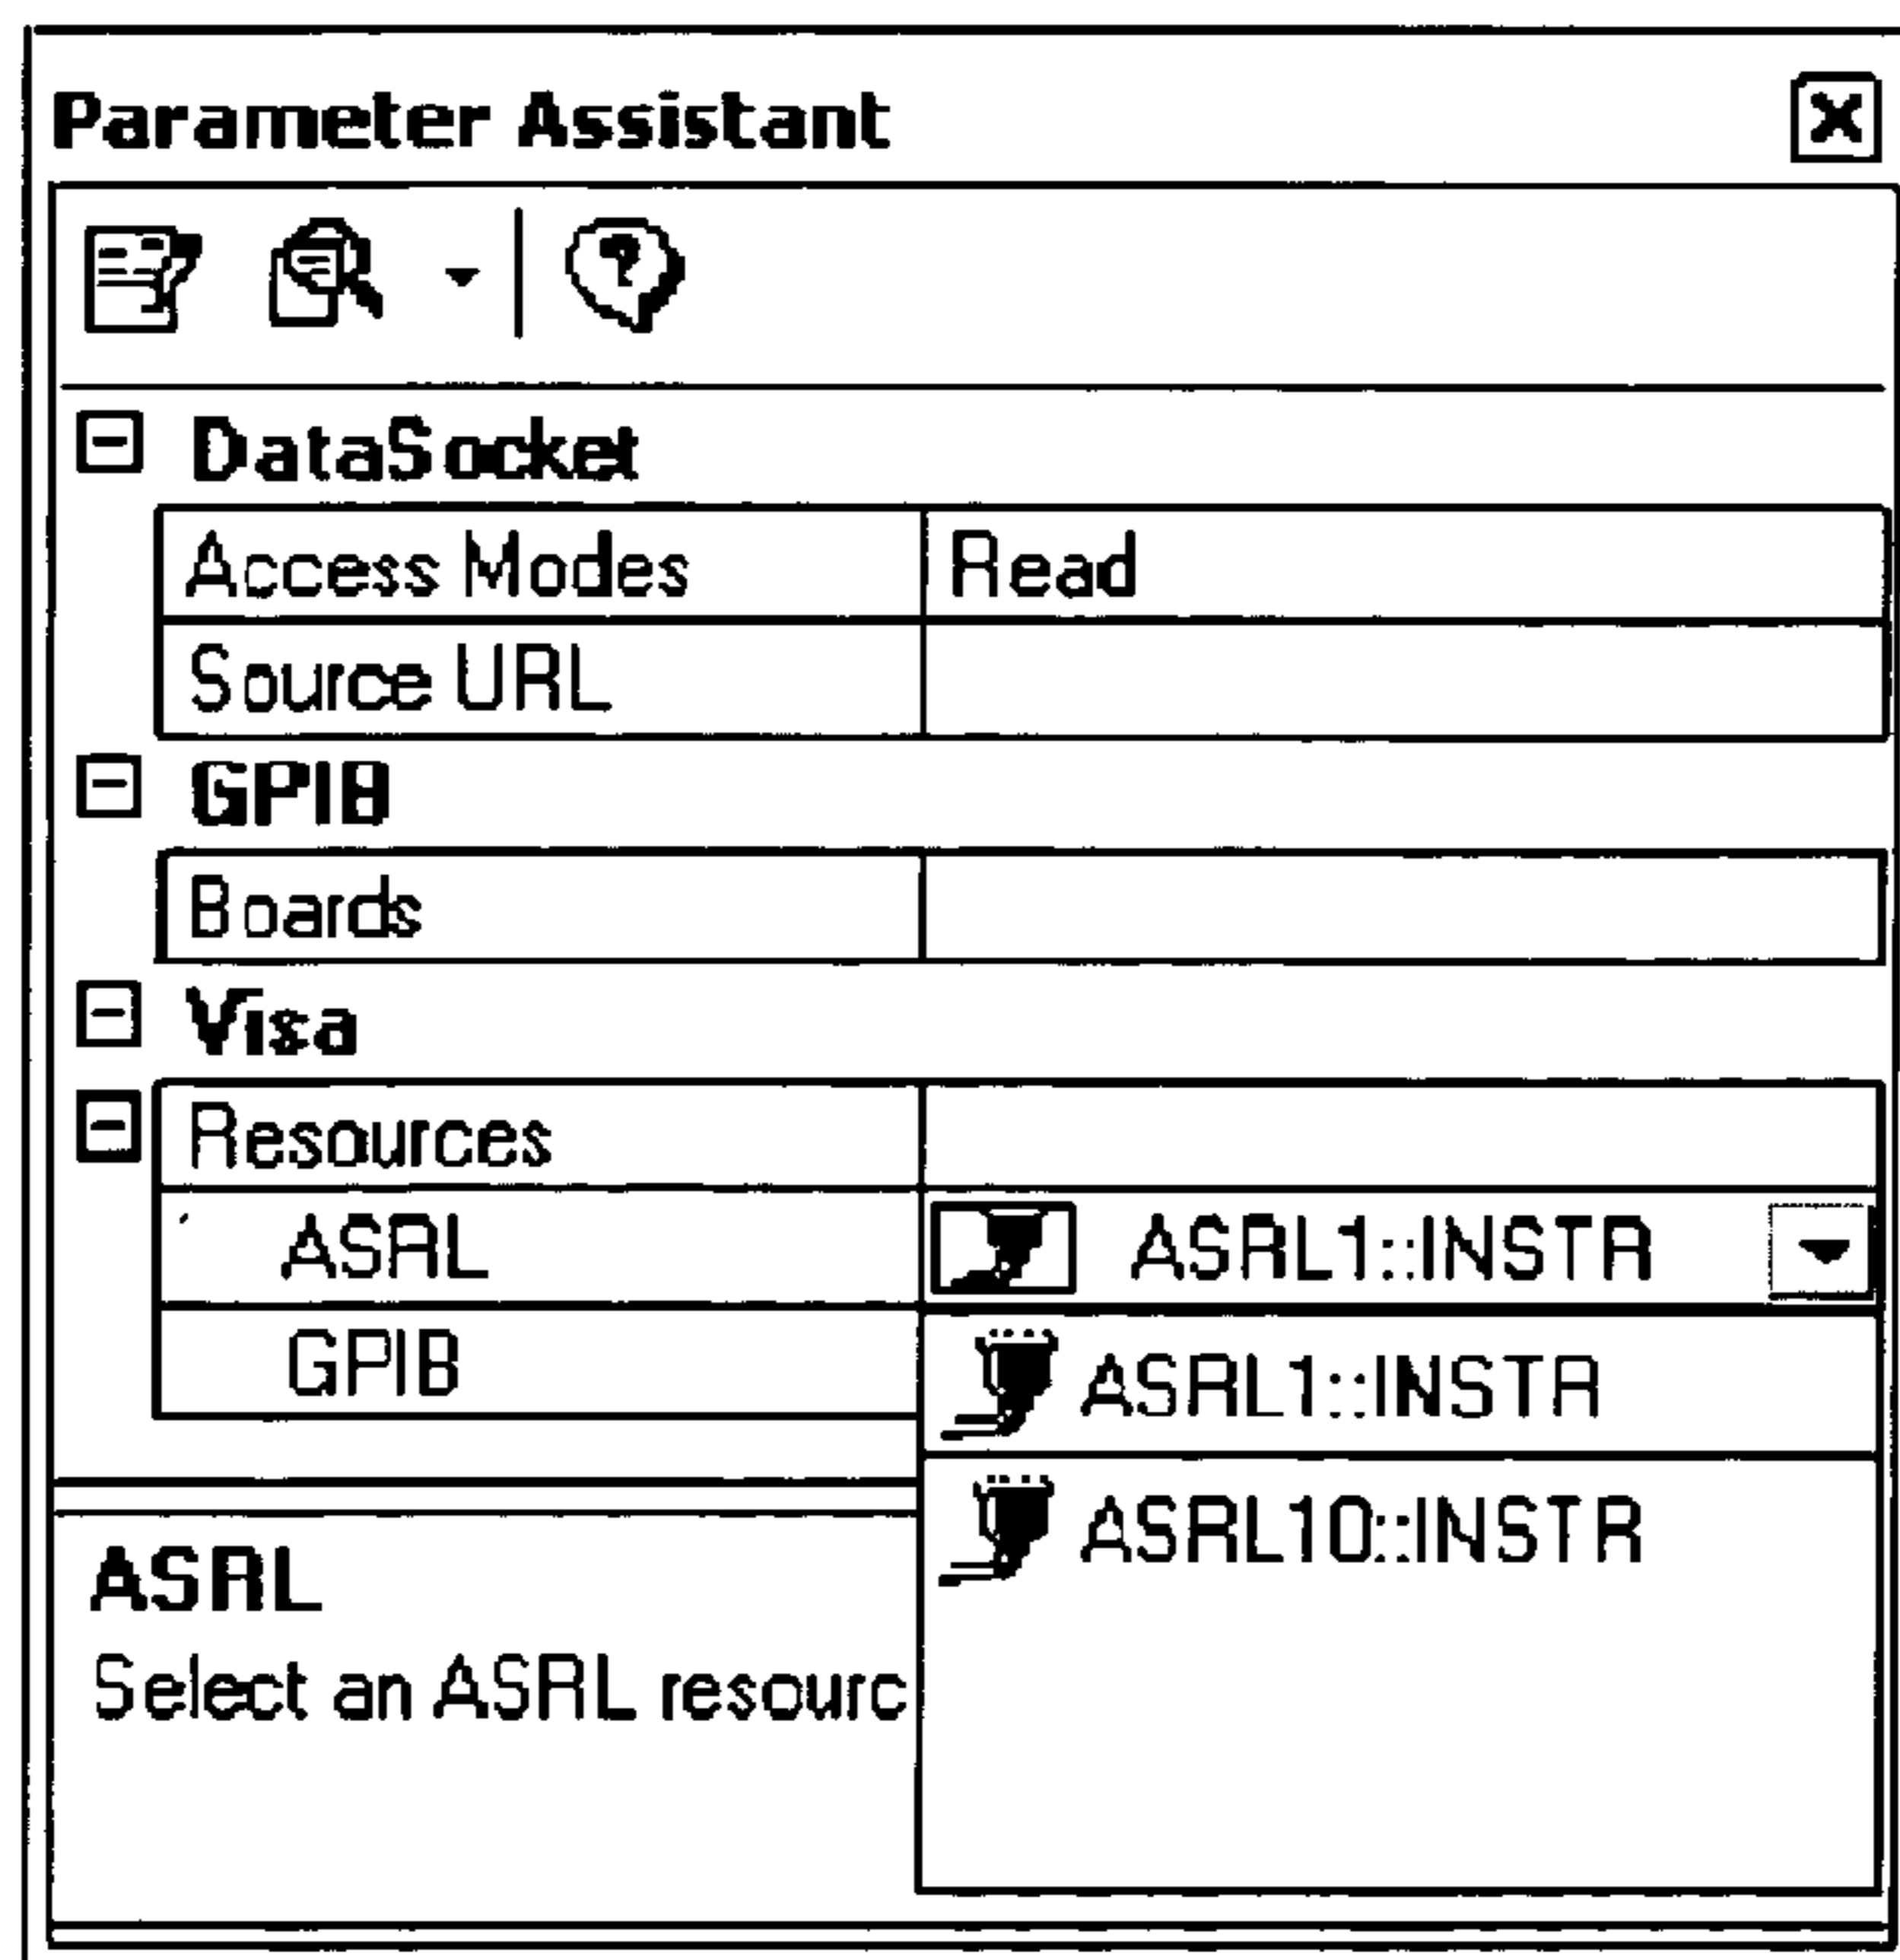 Parameter Assistant
DataSocket
Access Modes Read
Source URL
GPIB
Boards
Visa
Resources
ASRL ASRL1::INSTR
GPIB ASRL1::INSTR
ASRL10::INSTR
ASRL
Select an ASRL resourc